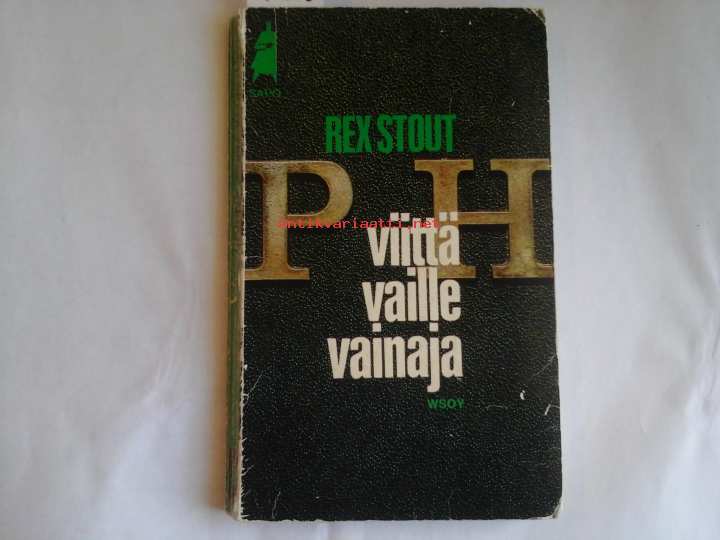 SAPO
REX STOUT
P H
antikvariaatti.net
viittä
vaille
vainaja
WSOY